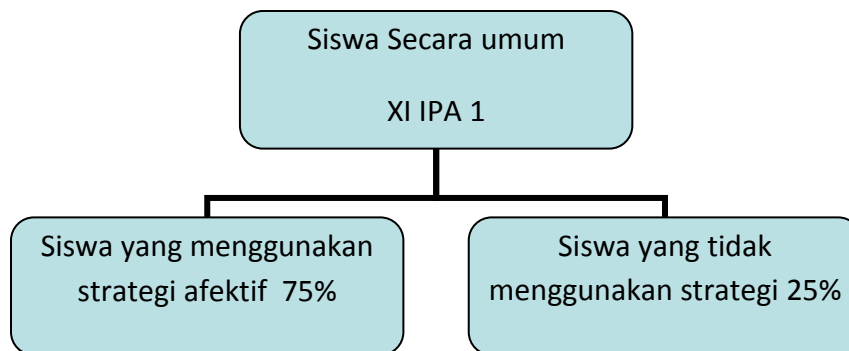 Siswa Secara umum
XI IPA 1
Siswa yang menggunakan
strategi afektif  75%
Siswa yang tidak
menggunakan strategi 25%